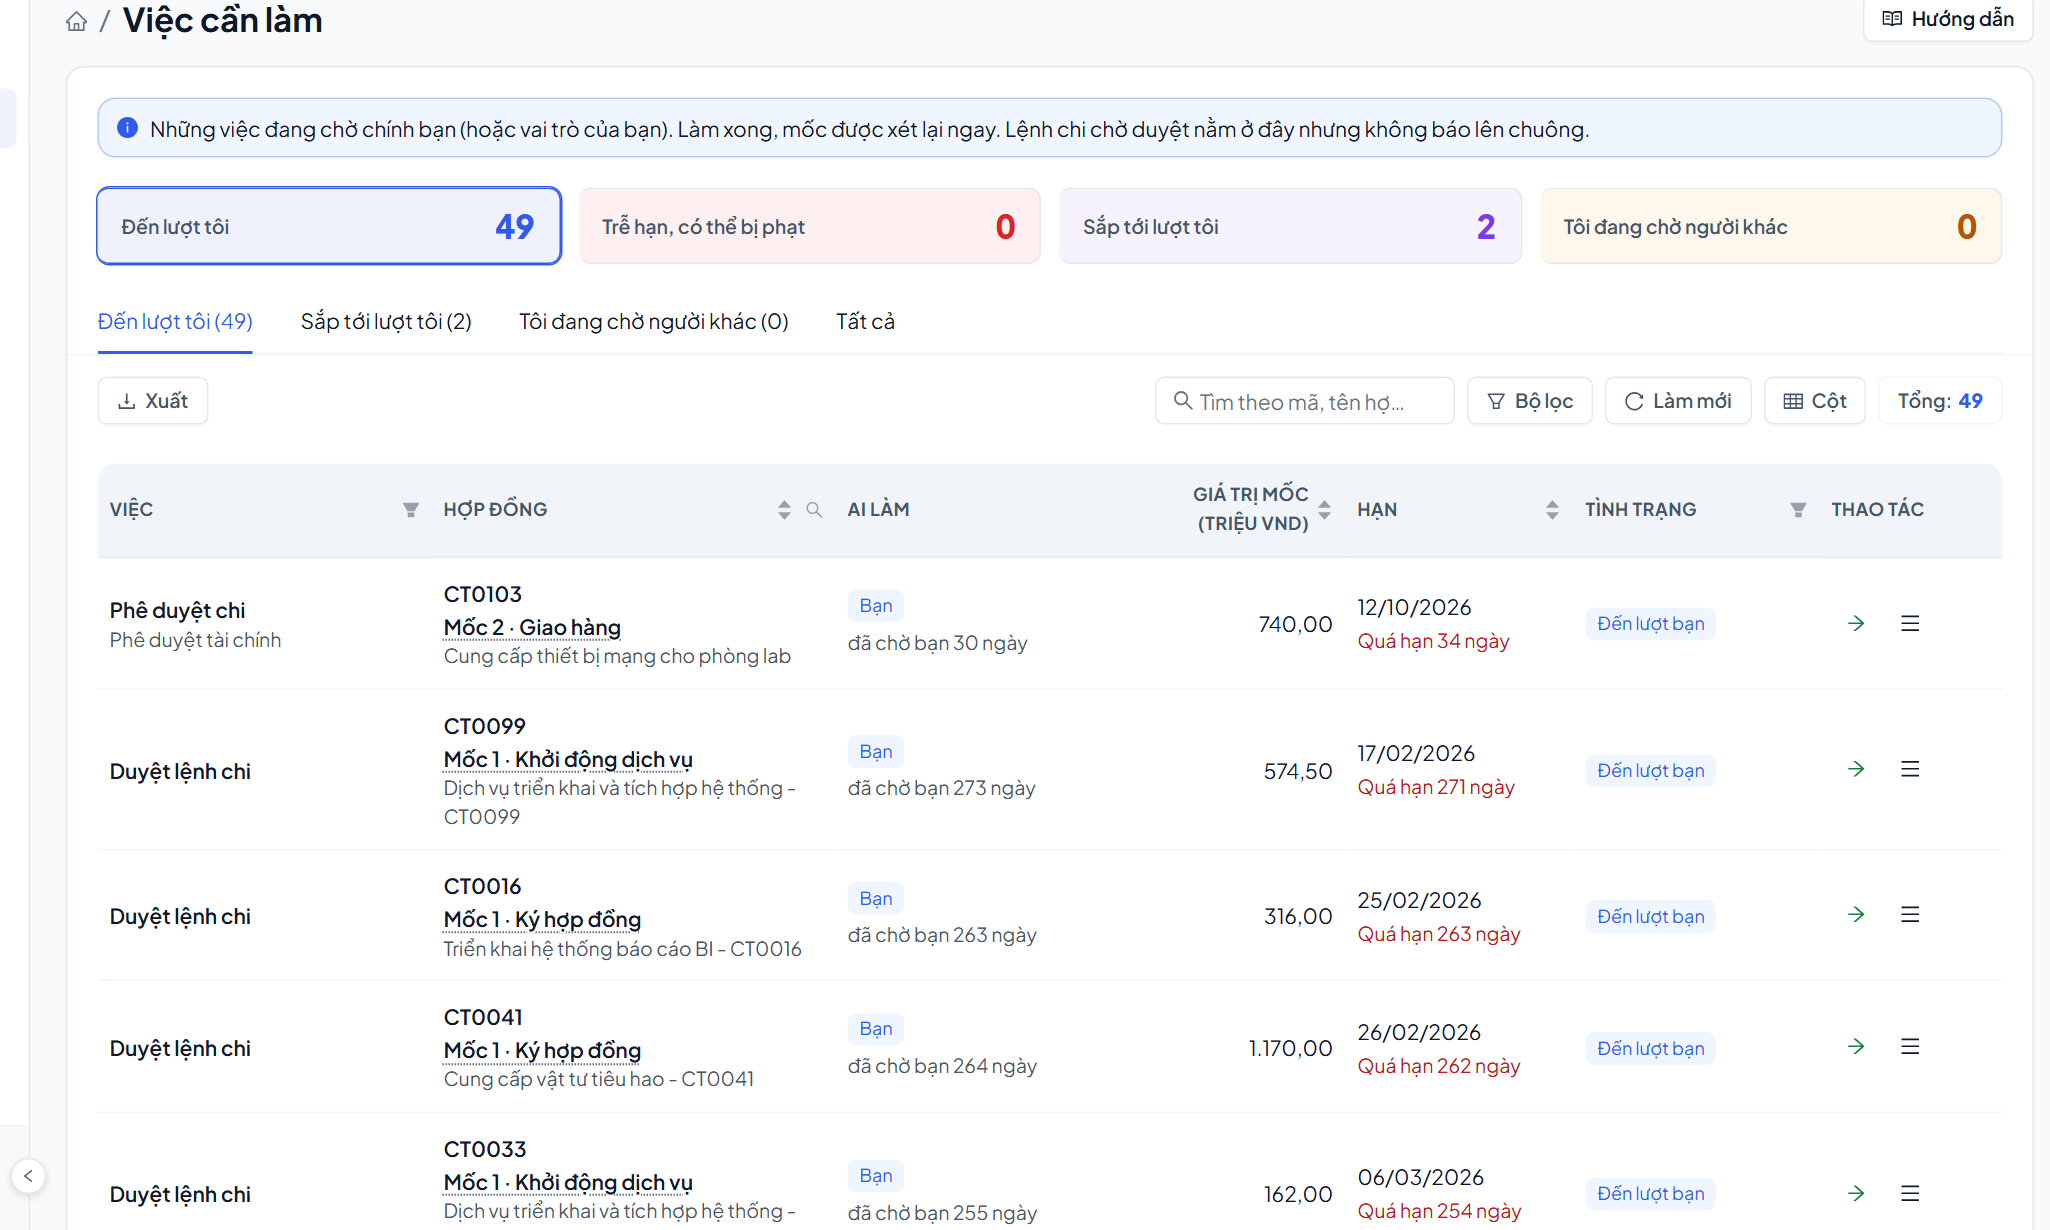 / Việc cần làm
Hướng dẫn
Những việc đang chờ chính bạn (hoặc vai trò của bạn). Làm xong, mốc được xét lại ngay. Lệnh chi chờ duyệt nằm ở đây nhưng không báo lên chuông.
Đến lượt tôi 49
Trễ hạn, có thể bị phạt 0
Sắp tới lượt tôi 2
Tôi đang chờ người khác 0
Đến lượt tôi (49) Sắp tới lượt tôi (2) Tôi đang chờ người khác (0) Tất cả
Xuất
Tìm theo mã, tên hợ...
Bộ lọc
Làm mới
Cột
Tổng: 49
VIỆC
HỢP ĐỒNG
AI LÀM
GIÁ TRỊ MỐC
(TRIỆU VND)
HẠN
TÌNH TRẠNG
THAO TÁC
Phê duyệt chi
Phê duyệt tài chính
CT0103
Mốc 2 · Giao hàng
Cung cấp thiết bị mạng cho phòng lab
Bạn
đã chờ bạn 30 ngày
740,00
12/10/2026
Quá hạn 34 ngày
Đến lượt bạn
Duyệt lệnh chi
CT0099
Mốc 1 · Khởi động dịch vụ
Dịch vụ triển khai và tích hợp hệ thống -
CT0099
Bạn
đã chờ bạn 273 ngày
574,50
17/02/2026
Quá hạn 271 ngày
Đến lượt bạn
Duyệt lệnh chi
CT0016
Mốc 1 · Ký hợp đồng
Triển khai hệ thống báo cáo BI - CT0016
Bạn
đã chờ bạn 263 ngày
316,00
25/02/2026
Quá hạn 263 ngày
Đến lượt bạn
Duyệt lệnh chi
CT0041
Mốc 1 · Ký hợp đồng
Cung cấp vật tư tiêu hao - CT0041
Bạn
đã chờ bạn 264 ngày
1.170,00
26/02/2026
Quá hạn 262 ngày
Đến lượt bạn
Duyệt lệnh chi
CT0033
Mốc 1 · Khởi động dịch vụ
Dịch vụ triển khai và tích hợp hệ thống -
Bạn
đã chờ bạn 255 ngày
162,00
06/03/2026
Quá hạn 254 ngày
Đến lượt bạn